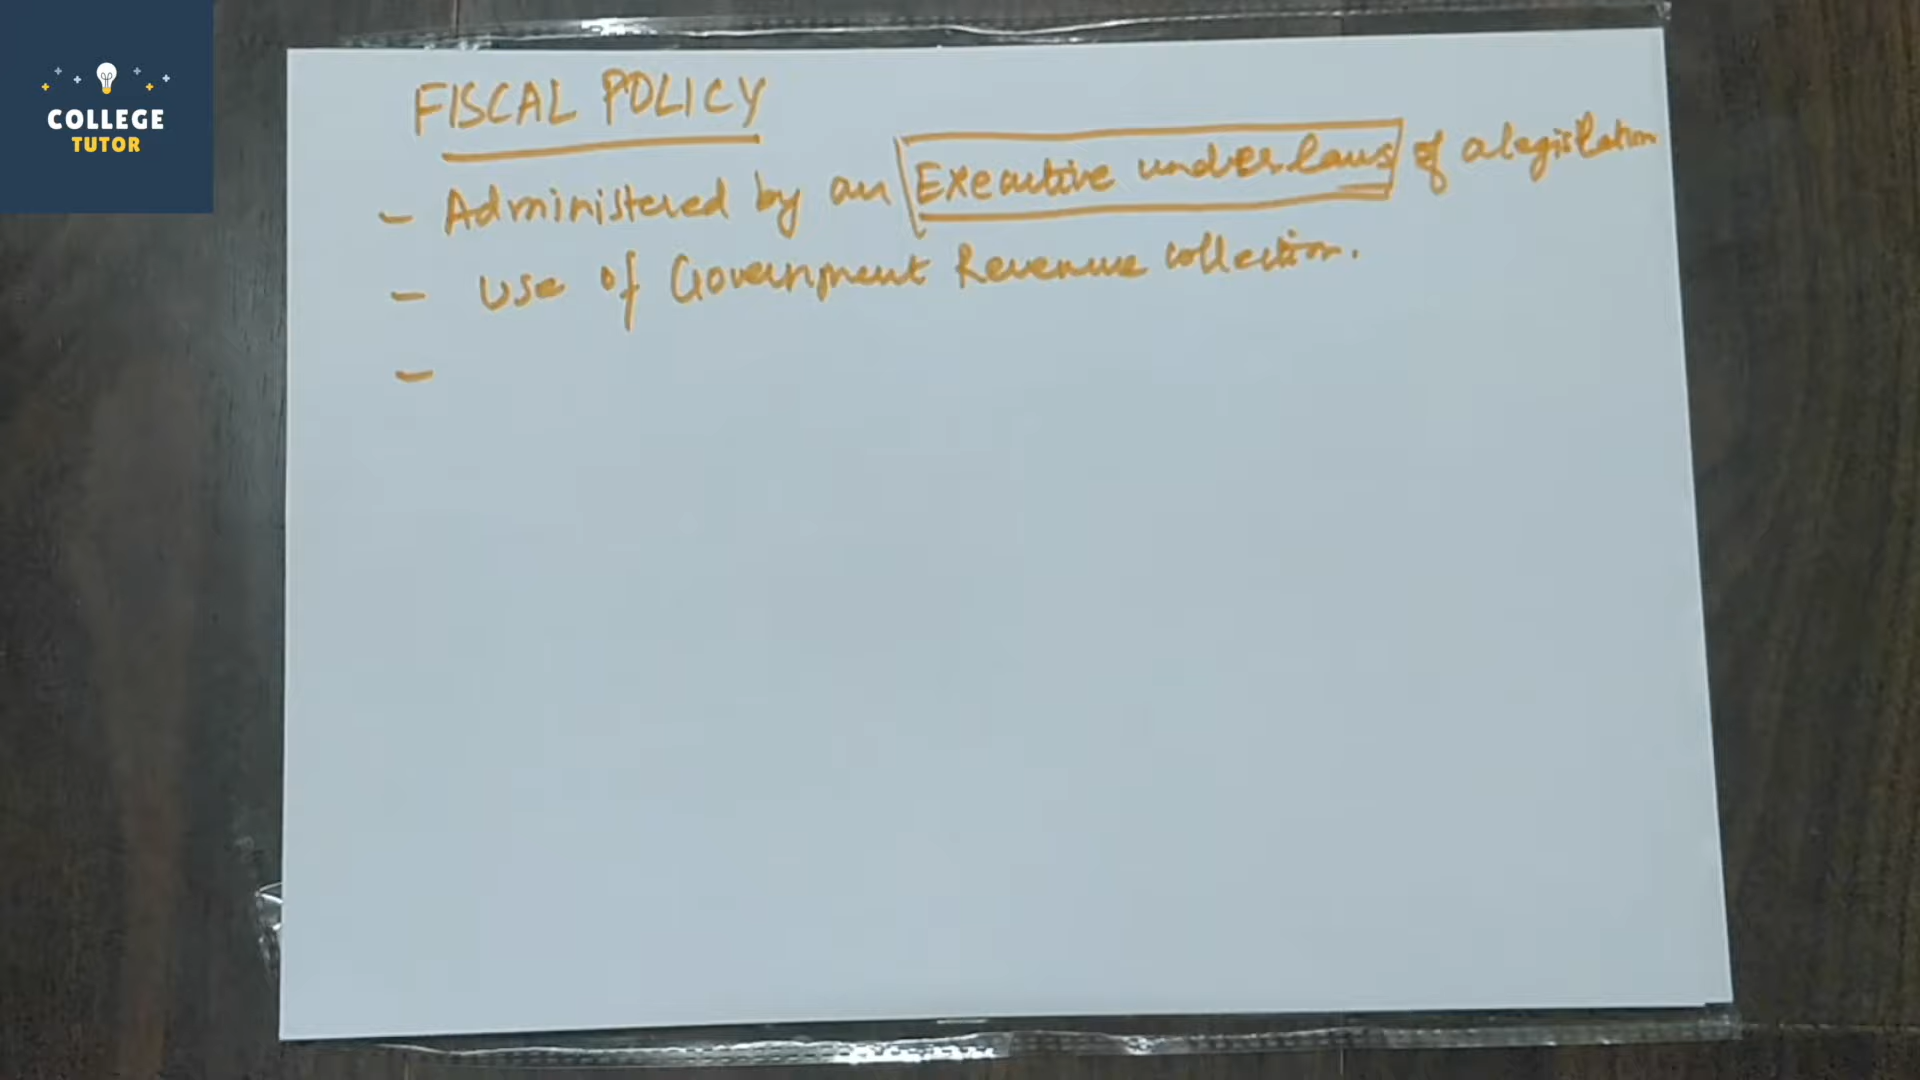 COLLEGE
TUTOR
FISCAL POLICY
- Administered by an Executive under laws of a legislation
- Use of Government Revenue collection.
-